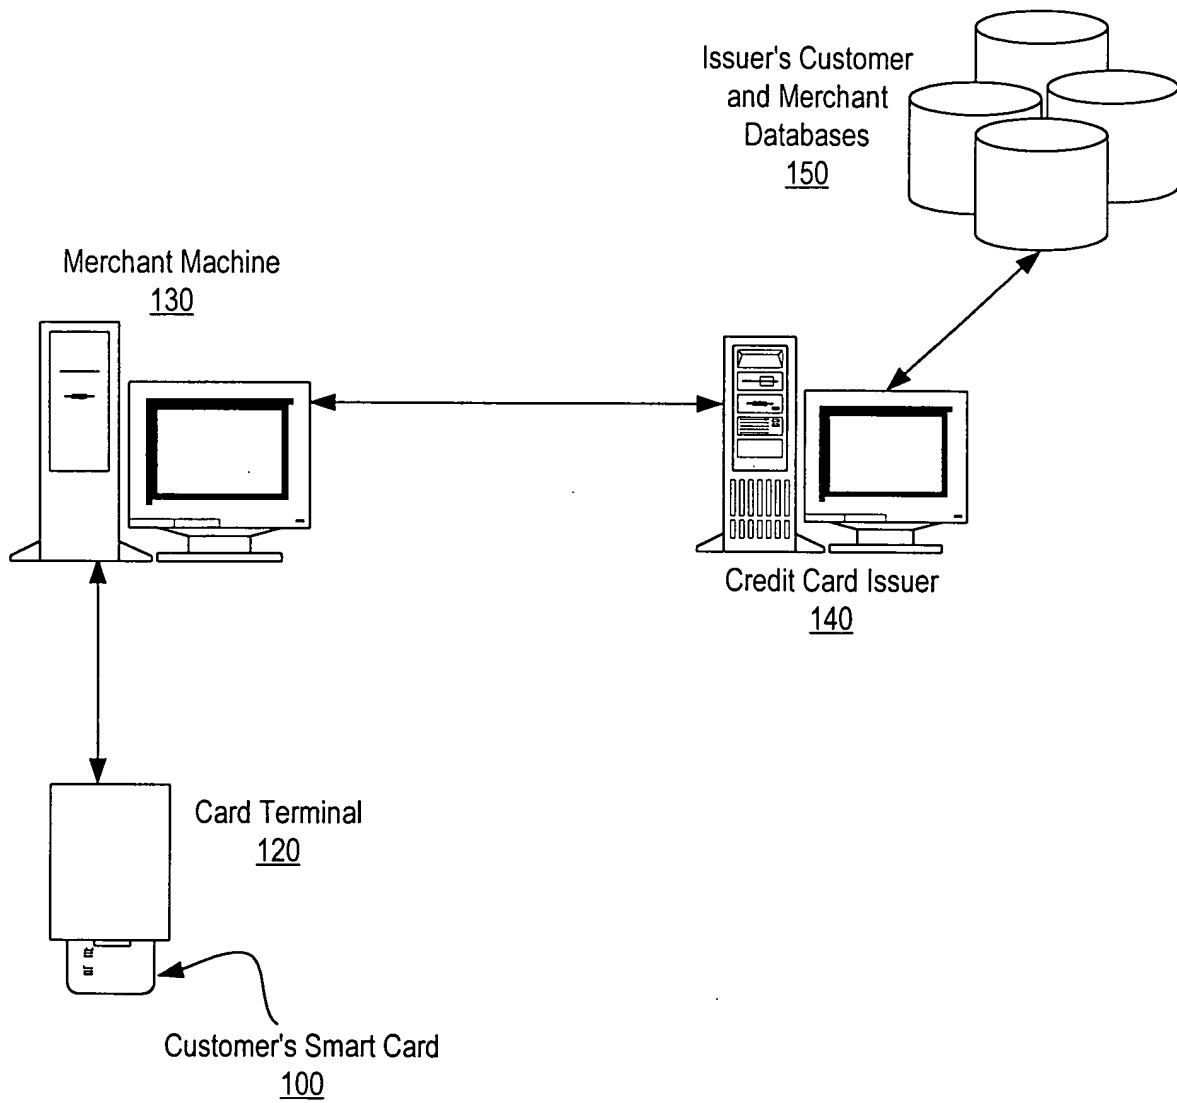 Issuer's Customer
and Merchant
Databases
150
Merchant Machine
130
Credit Card Issuer
140
Card Terminal
120
Customer's Smart Card
100